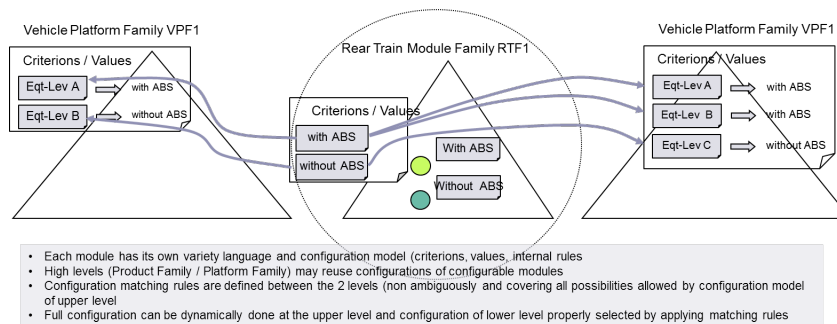 Vehicle Platform Family VPF1
Criterions / Values
Eqt-Lev A
with ABS
Eqt-Lev B
without ABS
Rear Train Module Family RTF1
Criterions / Values
with ABS
without ABS
With ABS
Without ABS
Vehicle Platform Family VPF1
Criterions / Values
Eqt-Lev A
with ABS
Eqt-Lev B
with ABS
Eqt-Lev C
without ABS
• Each module has its own variety language and configuration model (criterions, values, internal rules
• High levels (Product Family / Platform Family) may reuse configurations of configurable modules
• Configuration matching rules are defined between the 2 levels (non ambiguously and covering all possibilities allowed by configuration model
of upper level
• Full configuration can be dynamically done at the upper level and configuration of lower level properly selected by applying matching rules